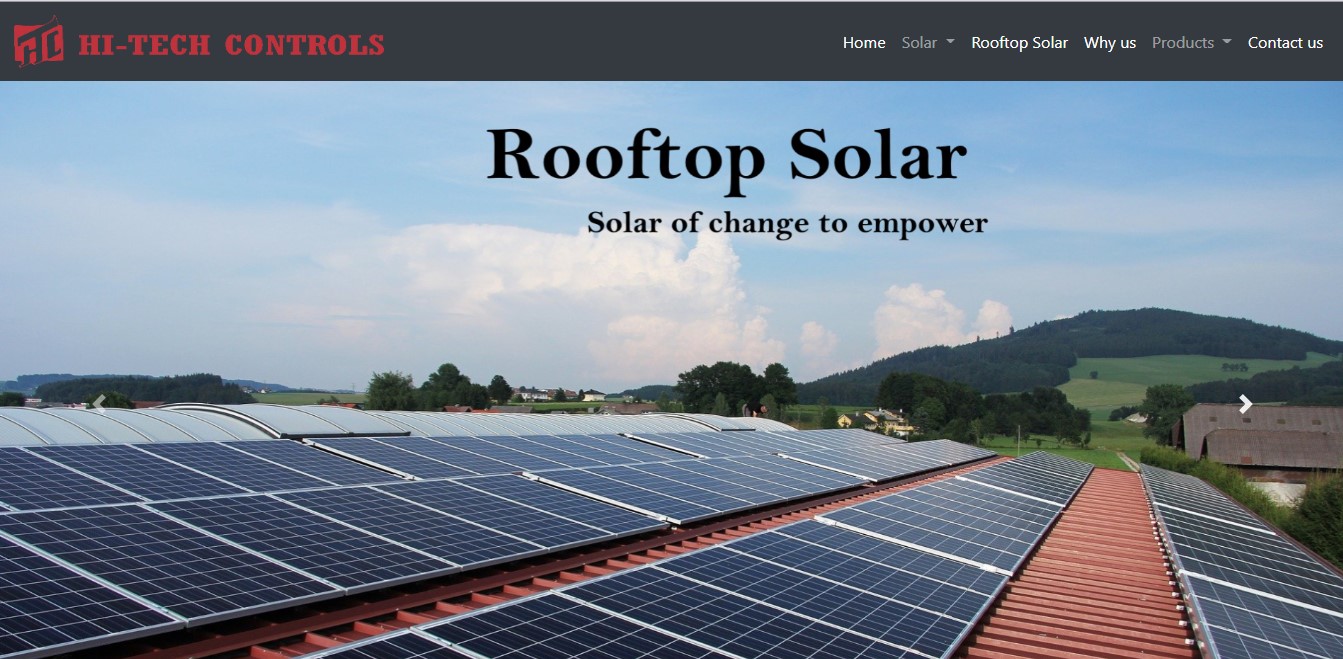 HI-TECH CONTROLS
Home Solar Rooftop Solar Why us Products Contact us
Rooftop Solar
Solar of change to empower